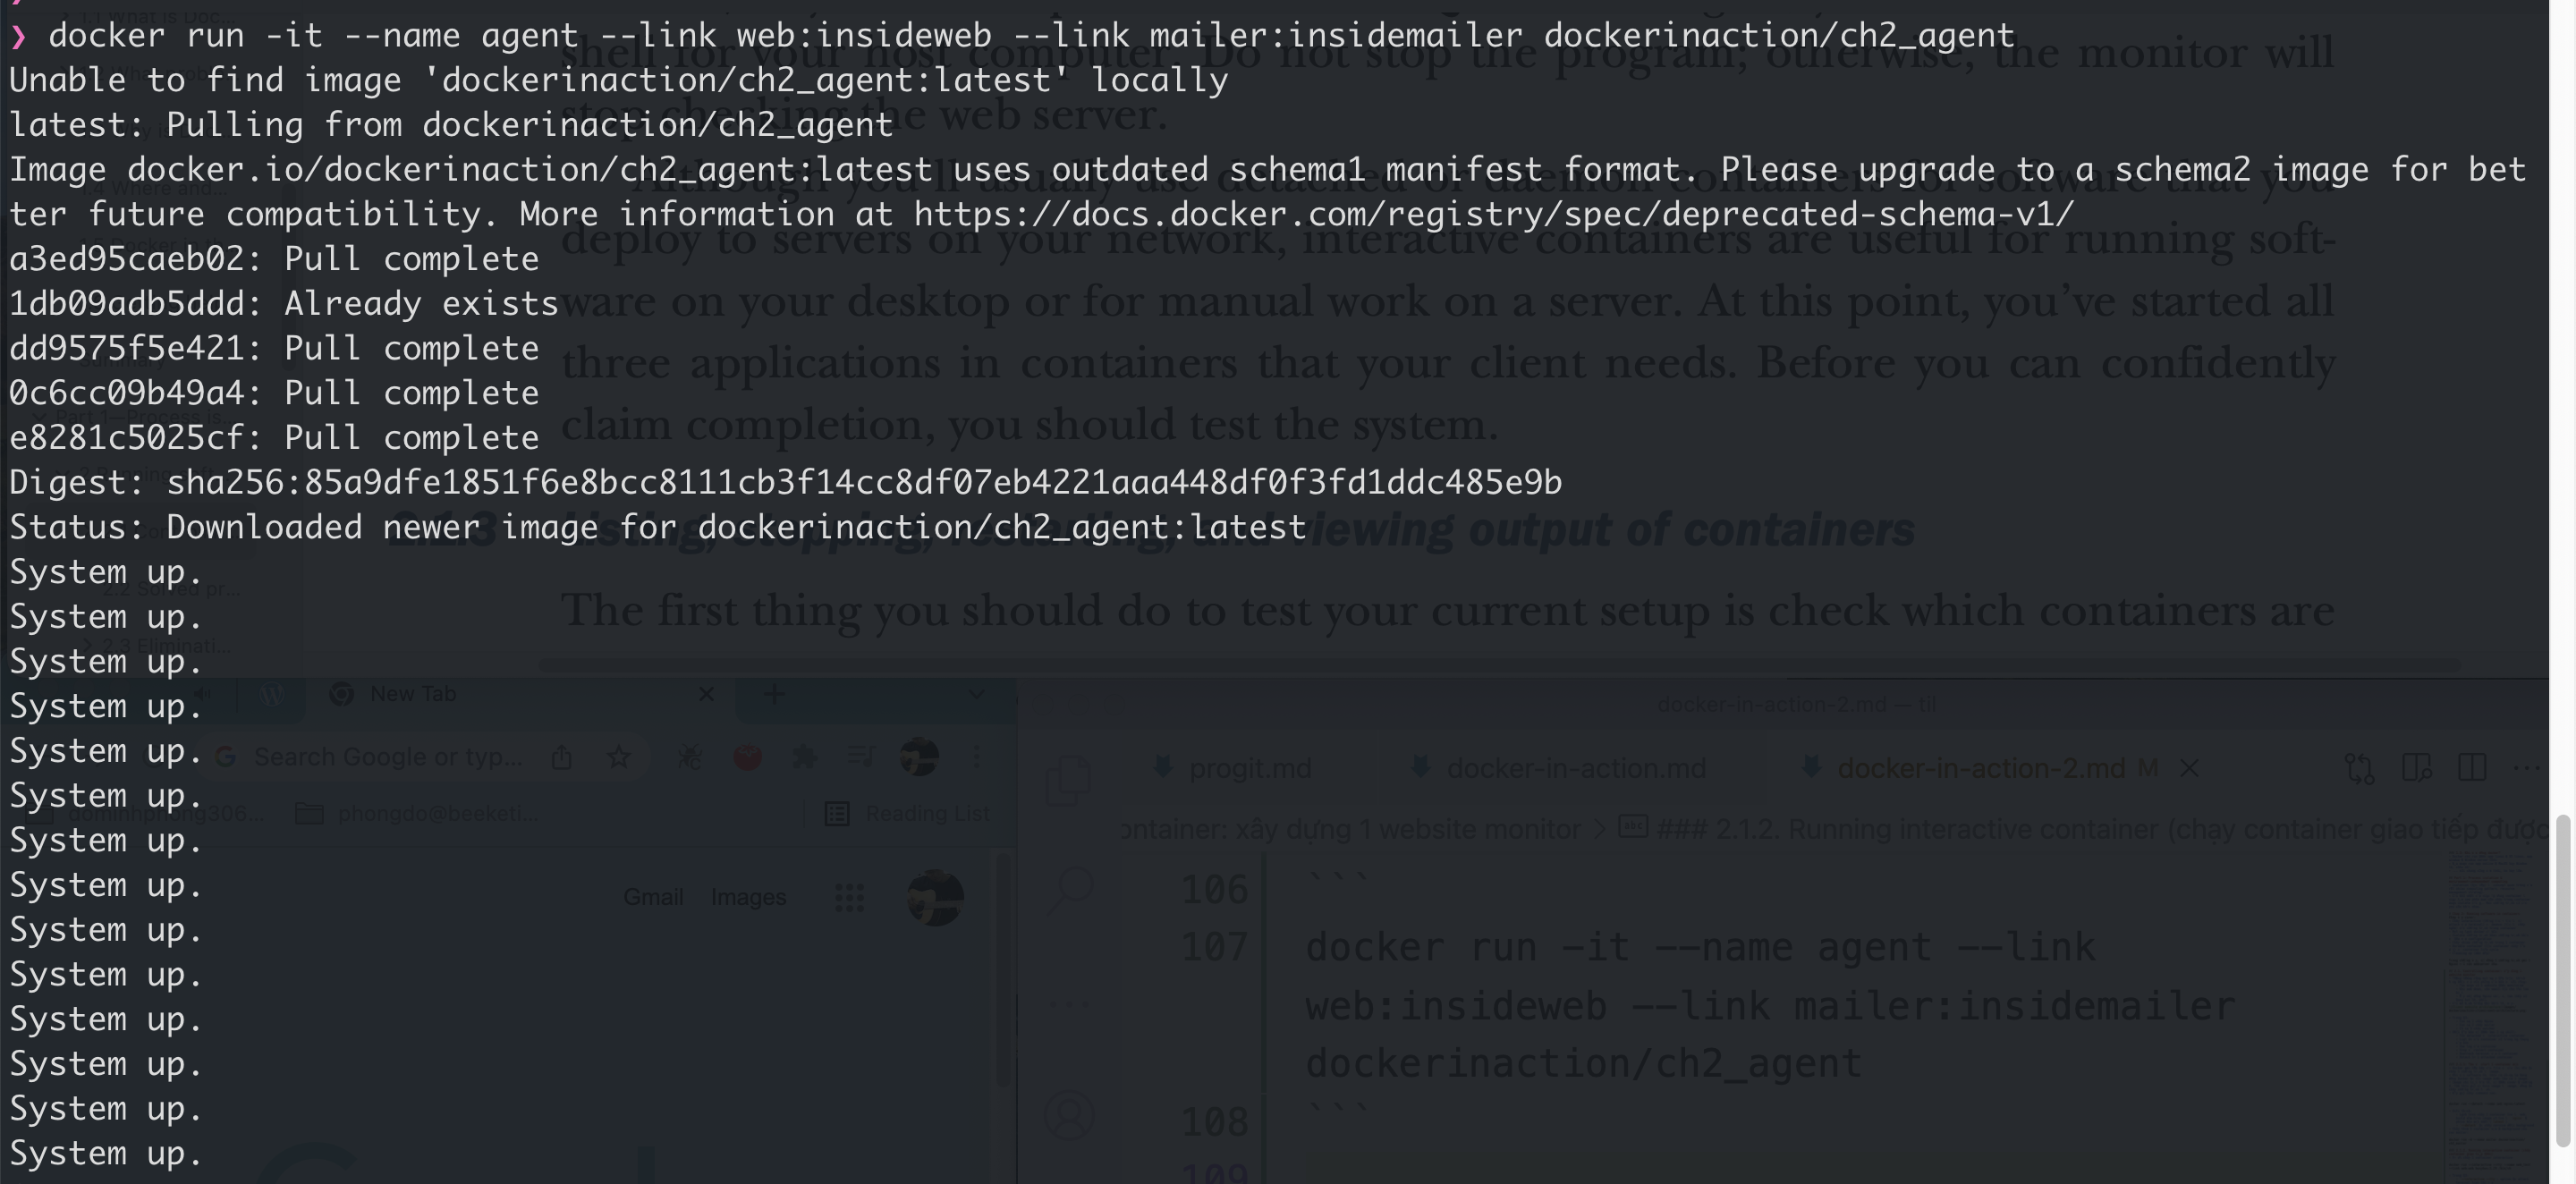 ❯ docker run -it --name agent --link web:insideweb --link mailer:insidemailer dockerinaction/ch2_agent
Unable to find image 'dockerinaction/ch2_agent:latest' locally
latest: Pulling from dockerinaction/ch2_agent
Image docker.io/dockerinaction/ch2_agent:latest uses outdated schema1 manifest format. Please upgrade to a schema2 image for bet
ter future compatibility. More information at https://docs.docker.com/registry/spec/deprecated-schema-v1/
a3ed95caeb02: Pull complete
1db09adb5ddd: Already exists
dd9575f5e421: Pull complete
0c6cc09b49a4: Pull complete
e8281c5025cf: Pull complete
Digest: sha256:85a9dfe1851f6e8bcc8111cb3f14cc8df07eb4221aaa448df0f3fd1ddc485e9b
Status: Downloaded newer image for dockerinaction/ch2_agent:latest
System up.
System up.
System up.
System up.
System up.
System up.
System up.
System up.
System up.
System up.
System up.
System up.
System up.
System up.
shell for your host computer. Do not stop the program; otherwise, the monitor will
stop checking the web server.
Although you'll usually use detached or daemon containers for software that you
deploy to servers on your network, interactive containers are useful for running soft-
ware on your desktop or for manual work on a server. At this point, you’ve started all
three applications in containers that your client needs. Before you can confidently
claim completion, you should test the system.
2.1.3 Listing, stopping, restarting, and viewing output of containers
The first thing you should do to test your current setup is check which containers are
New Tab
Search Google or typ...
phongdo@beeketi...
Reading List
Gmail Images
docker-in-action-2.md — til
progit.md docker-in-action.md docker-in-action-2.md M
ontainer: xây dựng 1 website monitor > ### 2.1.2. Running interactive container (chạy container giao tiếp được
106 ```
107 docker run -it --name agent --link
web:insideweb --link mailer:insidemailer
dockerinaction/ch2_agent
108 ```
109